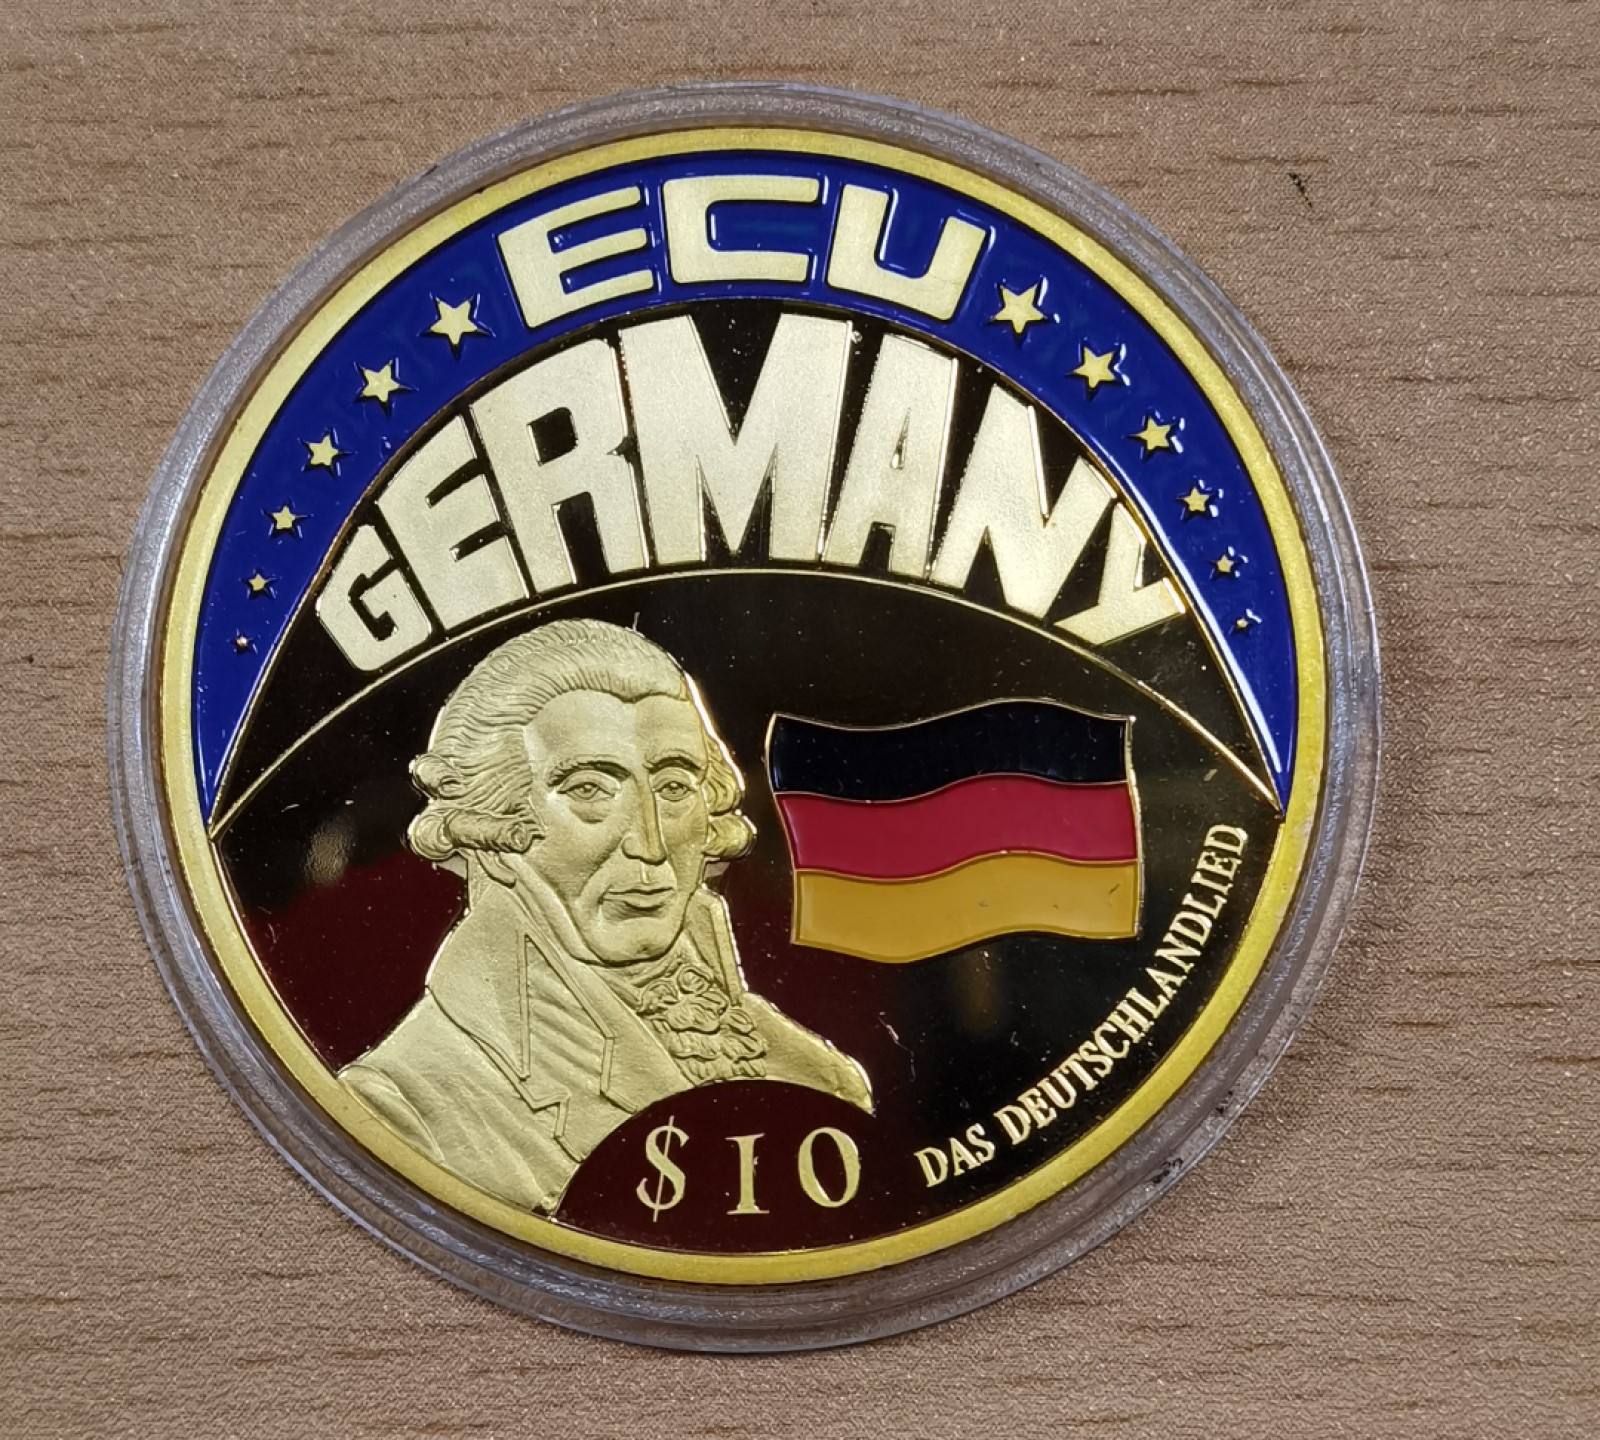 ECU
GERMANY
$10
DAS DEUTSCHLANDLIED